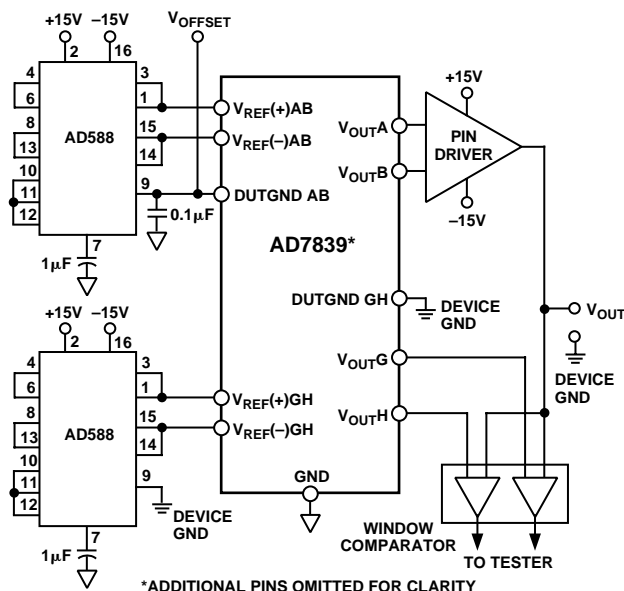 +15V –15V VOFFSET
2 16
4 3
6 1 VREF(+)AB
8 AD588 15 VREF(–)AB
13 14
10 9 DUTGND AB
11
12 0.1µF
7
1µF
AD7839*
VOUTA
VOUTB
+15V
PIN
DRIVER
–15V
DUTGND GH DEVICE
GND
VOUT
DEVICE
GND
VOUTG
VOUTH
+15V –15V
2 16
4 3
6 1 VREF(+)GH
8 AD588 15 VREF(–)GH
13 14
10 9
11 DEVICE
12 GND
7
1µF
GND
WINDOW
COMPARATOR
TO TESTER
*ADDITIONAL PINS OMITTED FOR CLARITY